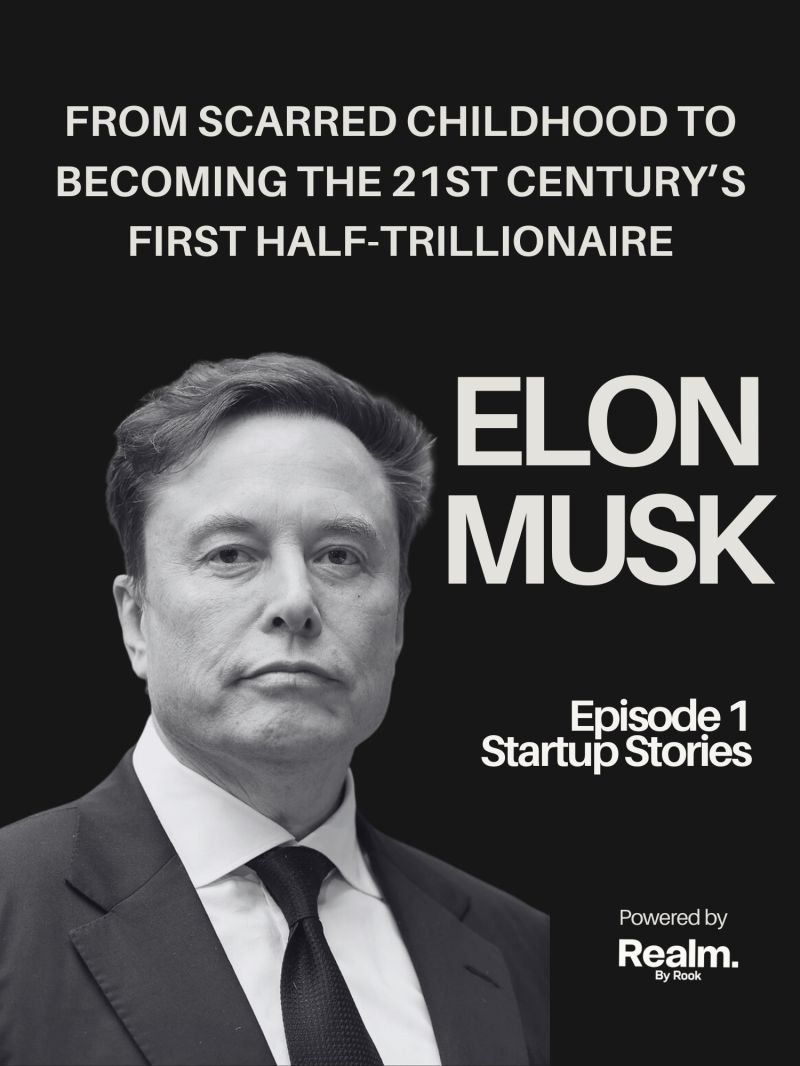 FROM SCARRED CHILDHOOD TO
BECOMING THE 21ST CENTURY’S
FIRST HALF-TRILLIONAIRE
ELON
MUSK
Episode 1
Startup Stories
Powered by
Realm.
By Rook